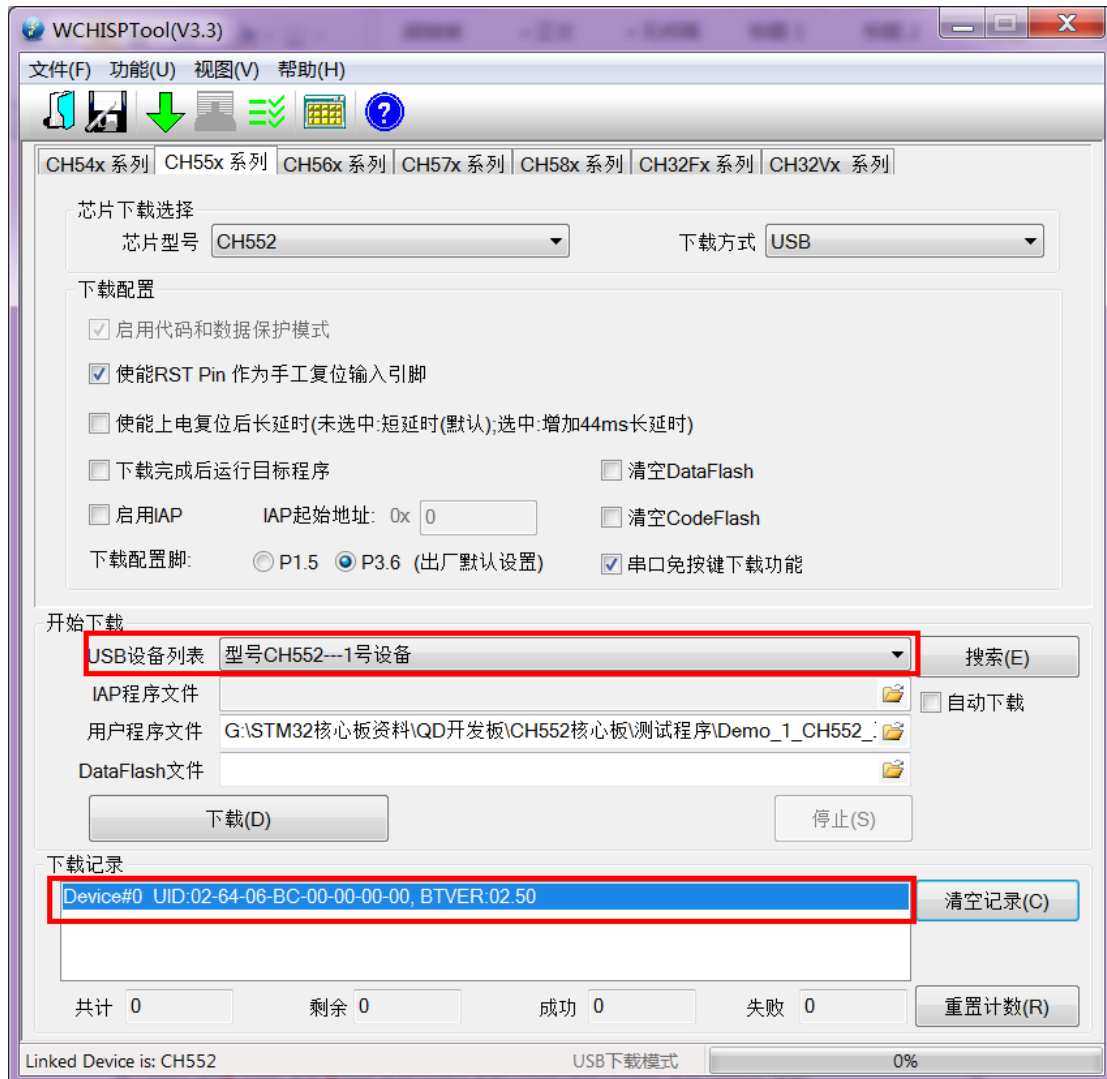 WCHISPTool(V3.3)
文件(F) 功能(U) 视图(V) 帮助(H)
CH54x 系列 CH55x 系列 CH56x 系列 CH57x 系列 CH58x 系列 CH32Fx 系列 CH32Vx 系列
芯片下载选择
芯片型号 CH552 下载方式 USB
下载配置
启用代码和数据保护模式
使能RST Pin 作为手工复位输入引脚
使能上电复位后长延时(未选中:短延时(默认);选中:增加44ms长延时)
下载完成后运行目标程序 清空DataFlash
启用IAP IAP起始地址: 0x 0 清空CodeFlash
下载配置脚: P1.5 P3.6 (出厂默认设置) 串口免按键下载功能
开始下载
USB设备列表 型号CH552---1号设备 搜索(E)
IAP程序文件 自动下载
用户程序文件 G:\STM32核心板资料\QD开发板\CH552核心板\测试程序\Demo_1_CH552_
DataFlash文件
下载(D) 停止(S)
下载记录
Device#0 UID:02-64-06-BC-00-00-00-00, BTVER:02.50
清空记录(C)
共计 0 剩余 0 成功 0 失败 0 重置计数(R)
Linked Device is: CH552 USB下载模式 0%